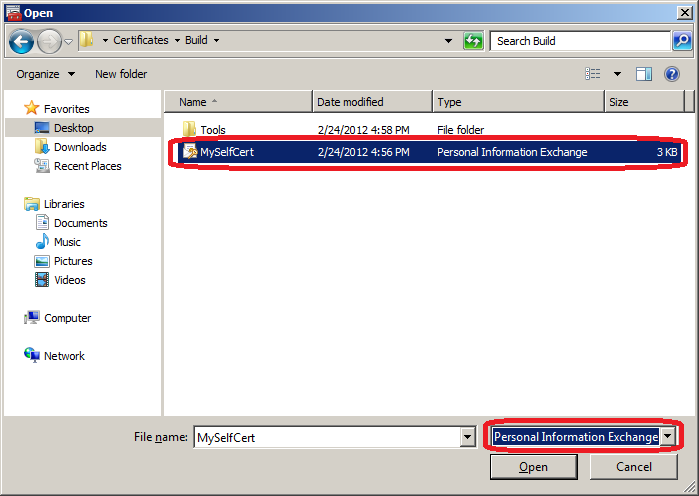 Open
Certificates Build Search Build
Organize New folder
Name Date modified Type Size
Favorites
Desktop
Downloads
Recent Places
Libraries
Documents
Music
Pictures
Videos
Computer
Network
Tools 2/24/2012 4:58 PM File folder
MySelfCert 2/24/2012 4:56 PM Personal Information Exchange 3 KB
File name: MySelfCert Personal Information Exchange
Open Cancel